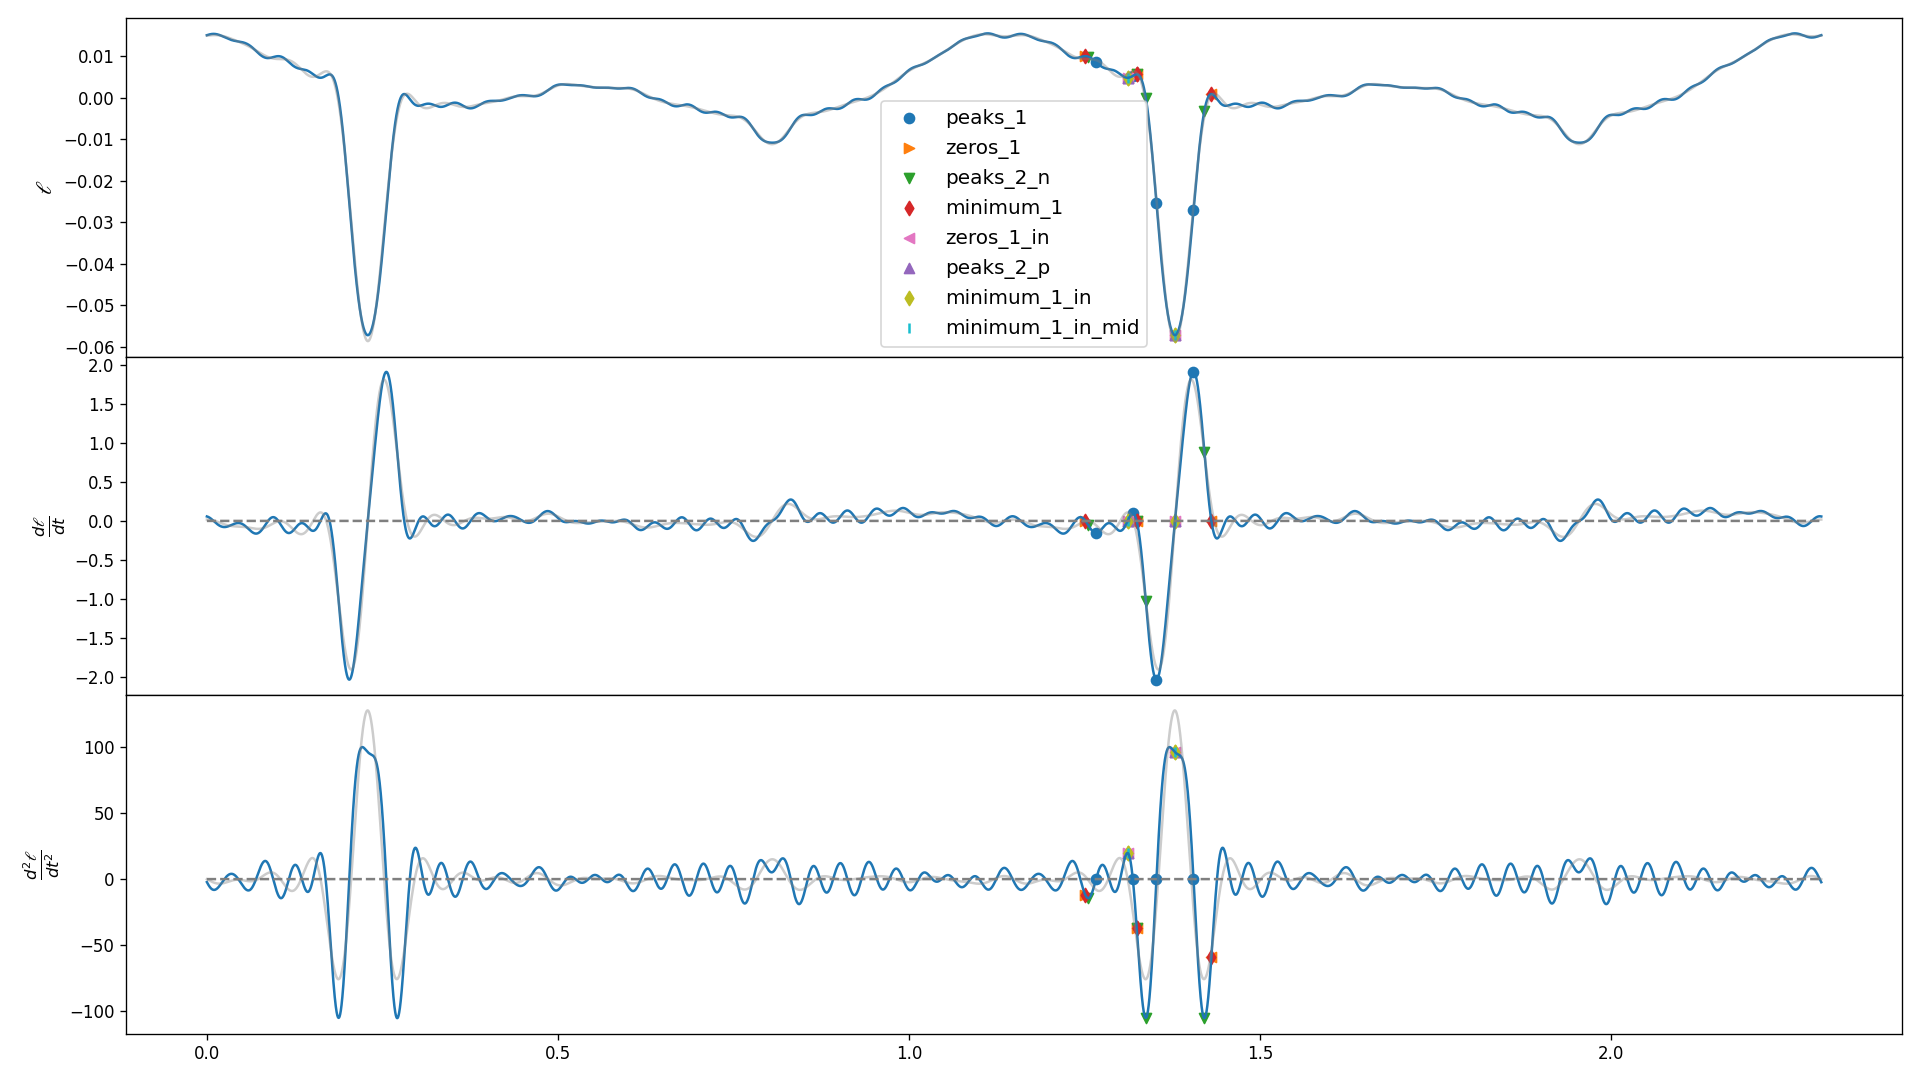 0.01
0.00
−0.01
−0.02
−0.03
−0.04
−0.05
−0.06
ℓ
peaks_1
zeros_1
peaks_2_n
minimum_1
zeros_1_in
peaks_2_p
minimum_1_in
minimum_1_in_mid
2.0
1.5
1.0
0.5
0.0
−0.5
−1.0
−1.5
−2.0
dℓ
dt
100
50
0
−50
−100
d²ℓ
dt²
0.0 0.5 1.0 1.5 2.0